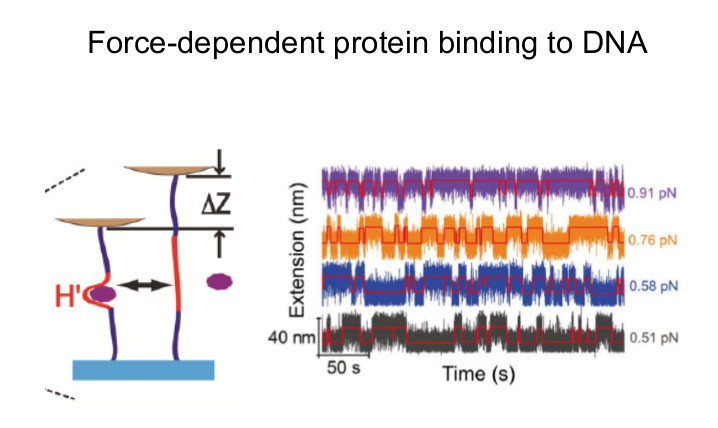 Force-dependent protein binding to DNA
ΔZ
H'
Extension (nm)
0.91 pN
0.76 pN
0.58 pN
0.51 pN
40 nm
50 s
Time (s)